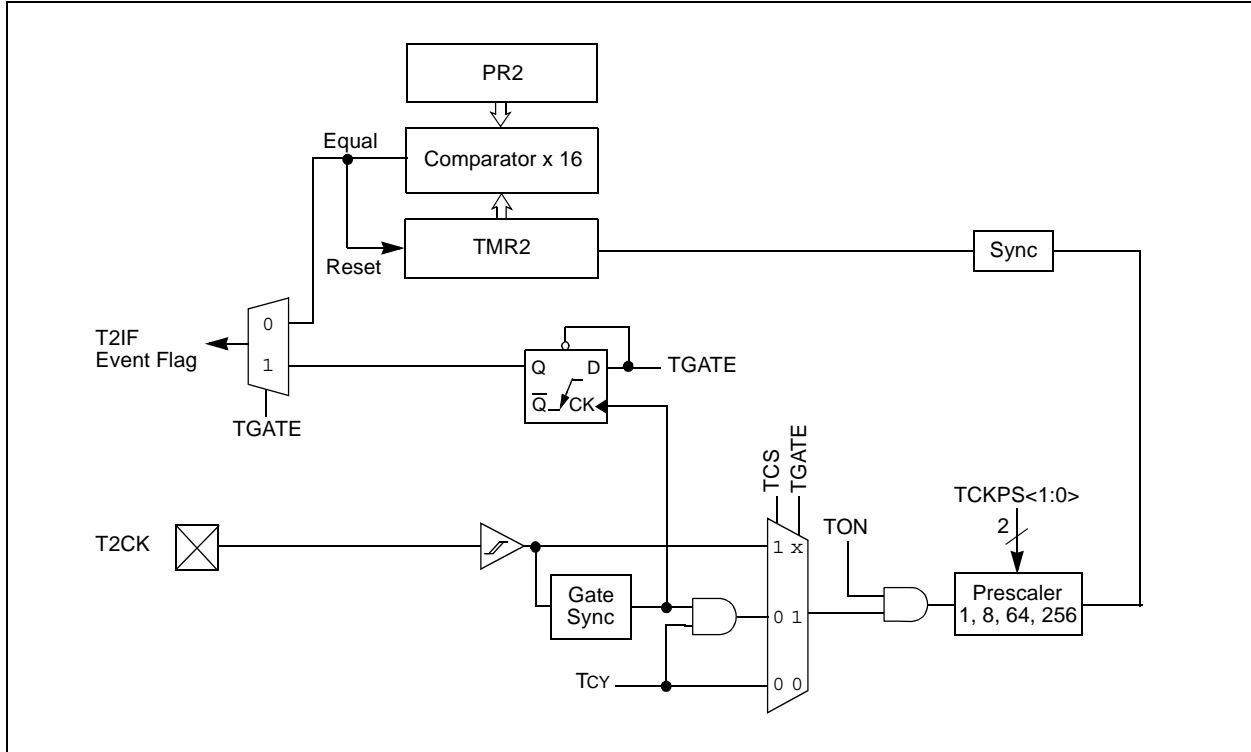 PR2
Equal
Comparator x 16
TMR2
Reset
Sync
T2IF
Event Flag
0
1
TGATE
Q
D
Q̅
CK
TGATE
TCS
TGATE
TCKPS<1:0>
2
TON
T2CK
1 x
Gate
Sync
0 1
Prescaler
1, 8, 64, 256
TCY
0 0